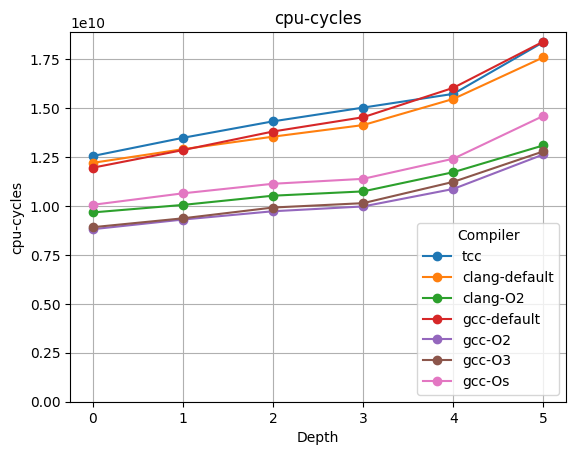 cpu-cycles
1e10
cpu-cycles
1.75
1.50
1.25
1.00
0.75
0.50
0.25
0.00
0 1 2 3 4 5
Depth
Compiler
tcc
clang-default
clang-O2
gcc-default
gcc-O2
gcc-O3
gcc-Os